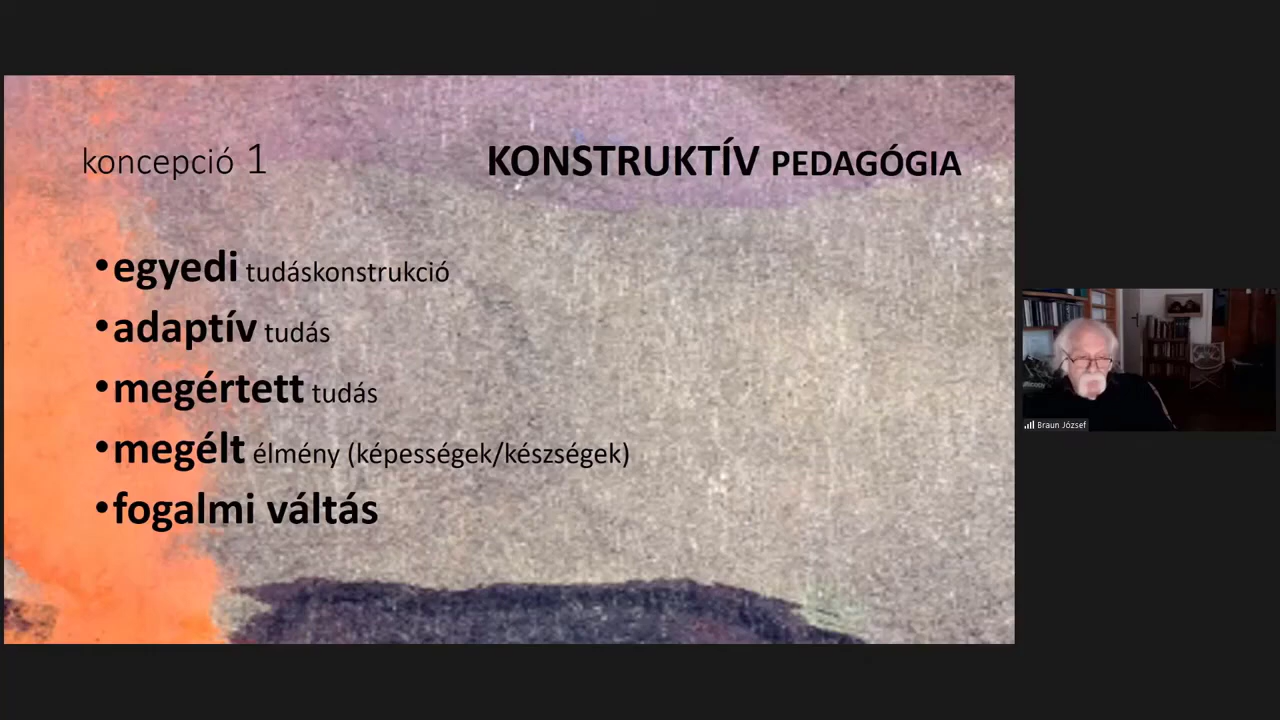 koncepció 1
KONSTRUKTÍV PEDAGÓGIA
•egyedi tudáskonstrukció
•adaptív tudás
•megértett tudás
•megélt élmény (képességek/készségek)
•fogalmi váltás
Braun József